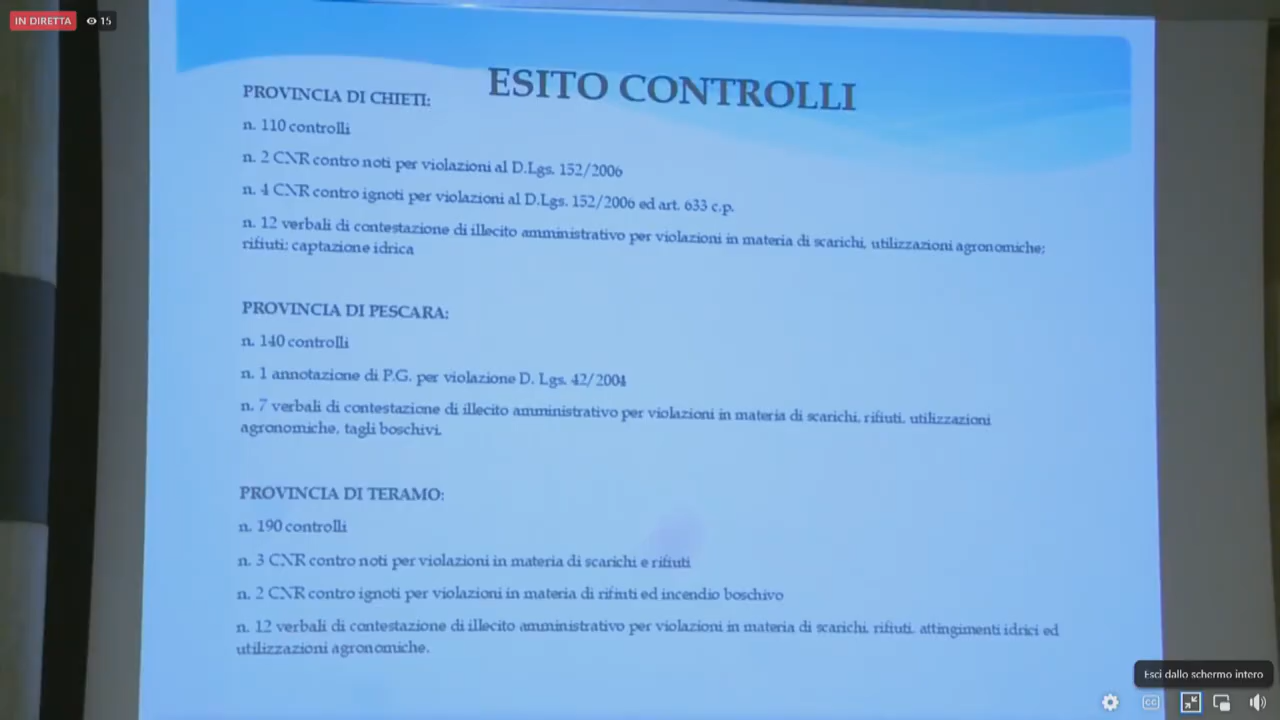 IN DIRETTA
15
ESITO CONTROLLI
PROVINCIA DI CHIETI:
n. 110 controlli
n. 2 CNR contro noti per violazioni al D.Lgs. 152/2006
n. 4 CNR contro ignoti per violazioni al D.Lgs. 152/2006 ed art. 633 c.p.
n. 12 verbali di contestazione di illecito amministrativo per violazioni in materia di scarichi, utilizzazioni agronomiche;
rifiuti; captazione idrica
PROVINCIA DI PESCARA:
n. 140 controlli
n. 1 annotazione di P.G. per violazione D. Lgs. 42/2004
n. 7 verbali di contestazione di illecito amministrativo per violazioni in materia di scarichi, rifiuti, utilizzazioni
agronomiche, tagli boschivi.
PROVINCIA DI TERAMO:
n. 190 controlli
n. 3 CNR contro noti per violazioni in materia di scarichi e rifiuti
n. 2 CNR contro ignoti per violazioni in materia di rifiuti ed incendio boschivo
n. 12 verbali di contestazione di illecito amministrativo per violazioni in materia di scarichi, rifiuti, attingimenti idrici ed
utilizzazioni agronomiche.
Esci dallo schermo intero
CC